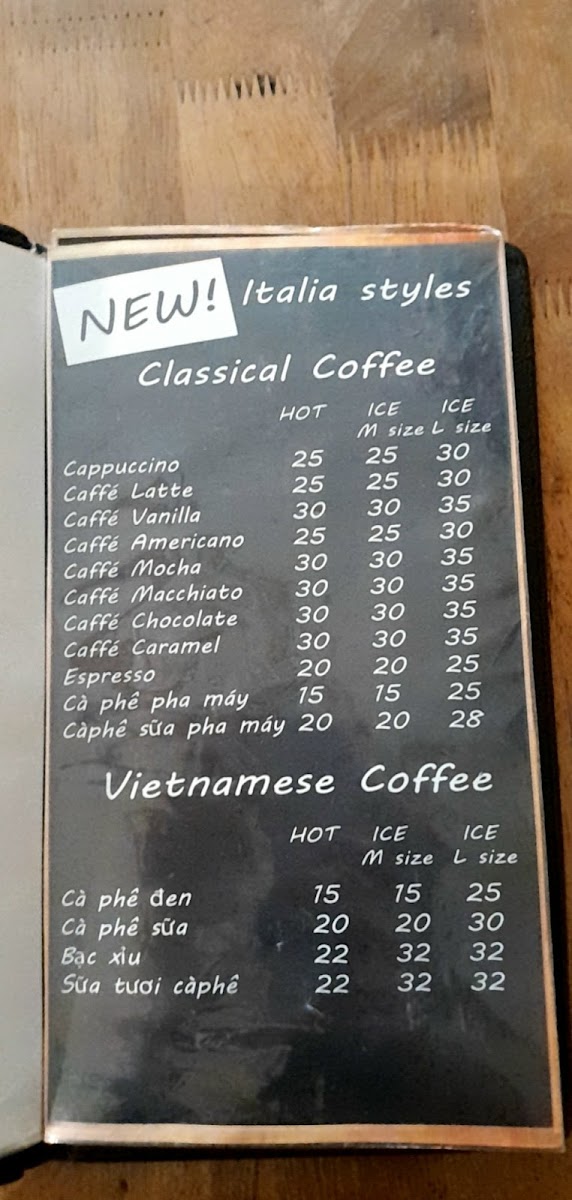 NEW! Italia styles
Classical Coffee
HOT ICE ICE
M size L size
Cappuccino 25 25 30
Caffé Latte 25 25 30
Caffé Vanilla 30 30 35
Caffé Americano 25 25 30
Caffé Mocha 30 30 35
Caffé Macchiato 30 30 35
Caffé Chocolate 30 30 35
Caffé Caramel 30 30 35
Espresso 20 20 25
Cà phê pha máy 15 15 25
Càphê sữa pha máy 20 20 28
Vietnamese Coffee
HOT ICE ICE
M size L size
Cà phê đen 15 15 25
Cà phê sữa 20 20 30
Bạc xỉu 22 32 32
Sữa tươi càphê 22 32 32